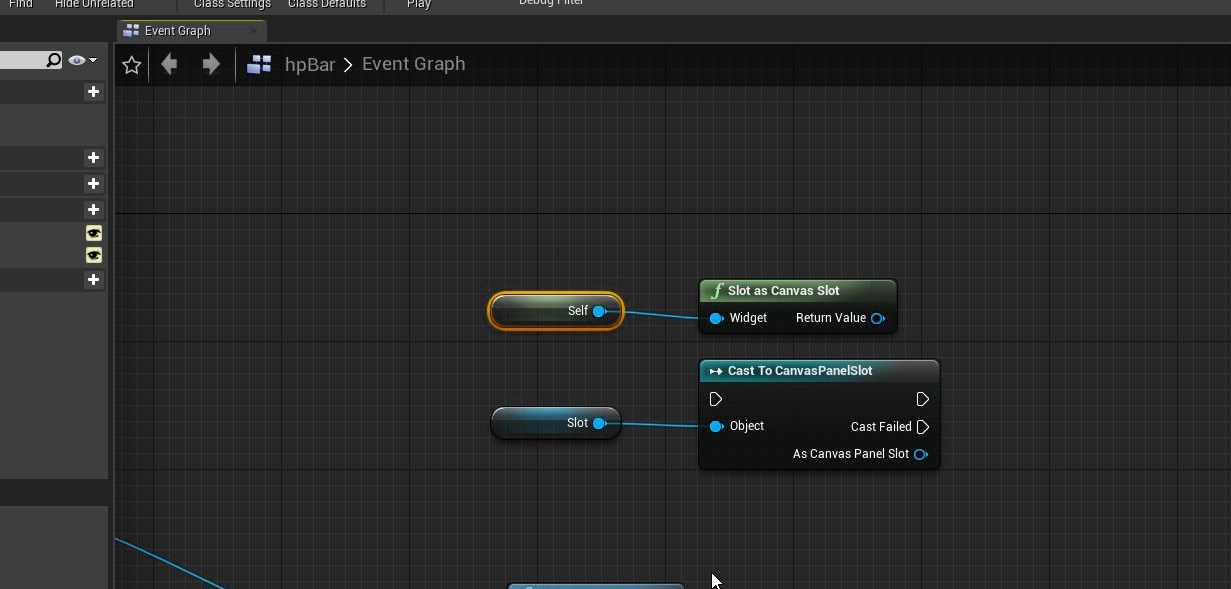 Find Hide Unrelated Class Settings Class Defaults Play Debug Filter
Event Graph
hpBar > Event Graph
Self
f Slot as Canvas Slot
Widget Return Value
Cast To CanvasPanelSlot
Slot
Object Cast Failed
As Canvas Panel Slot